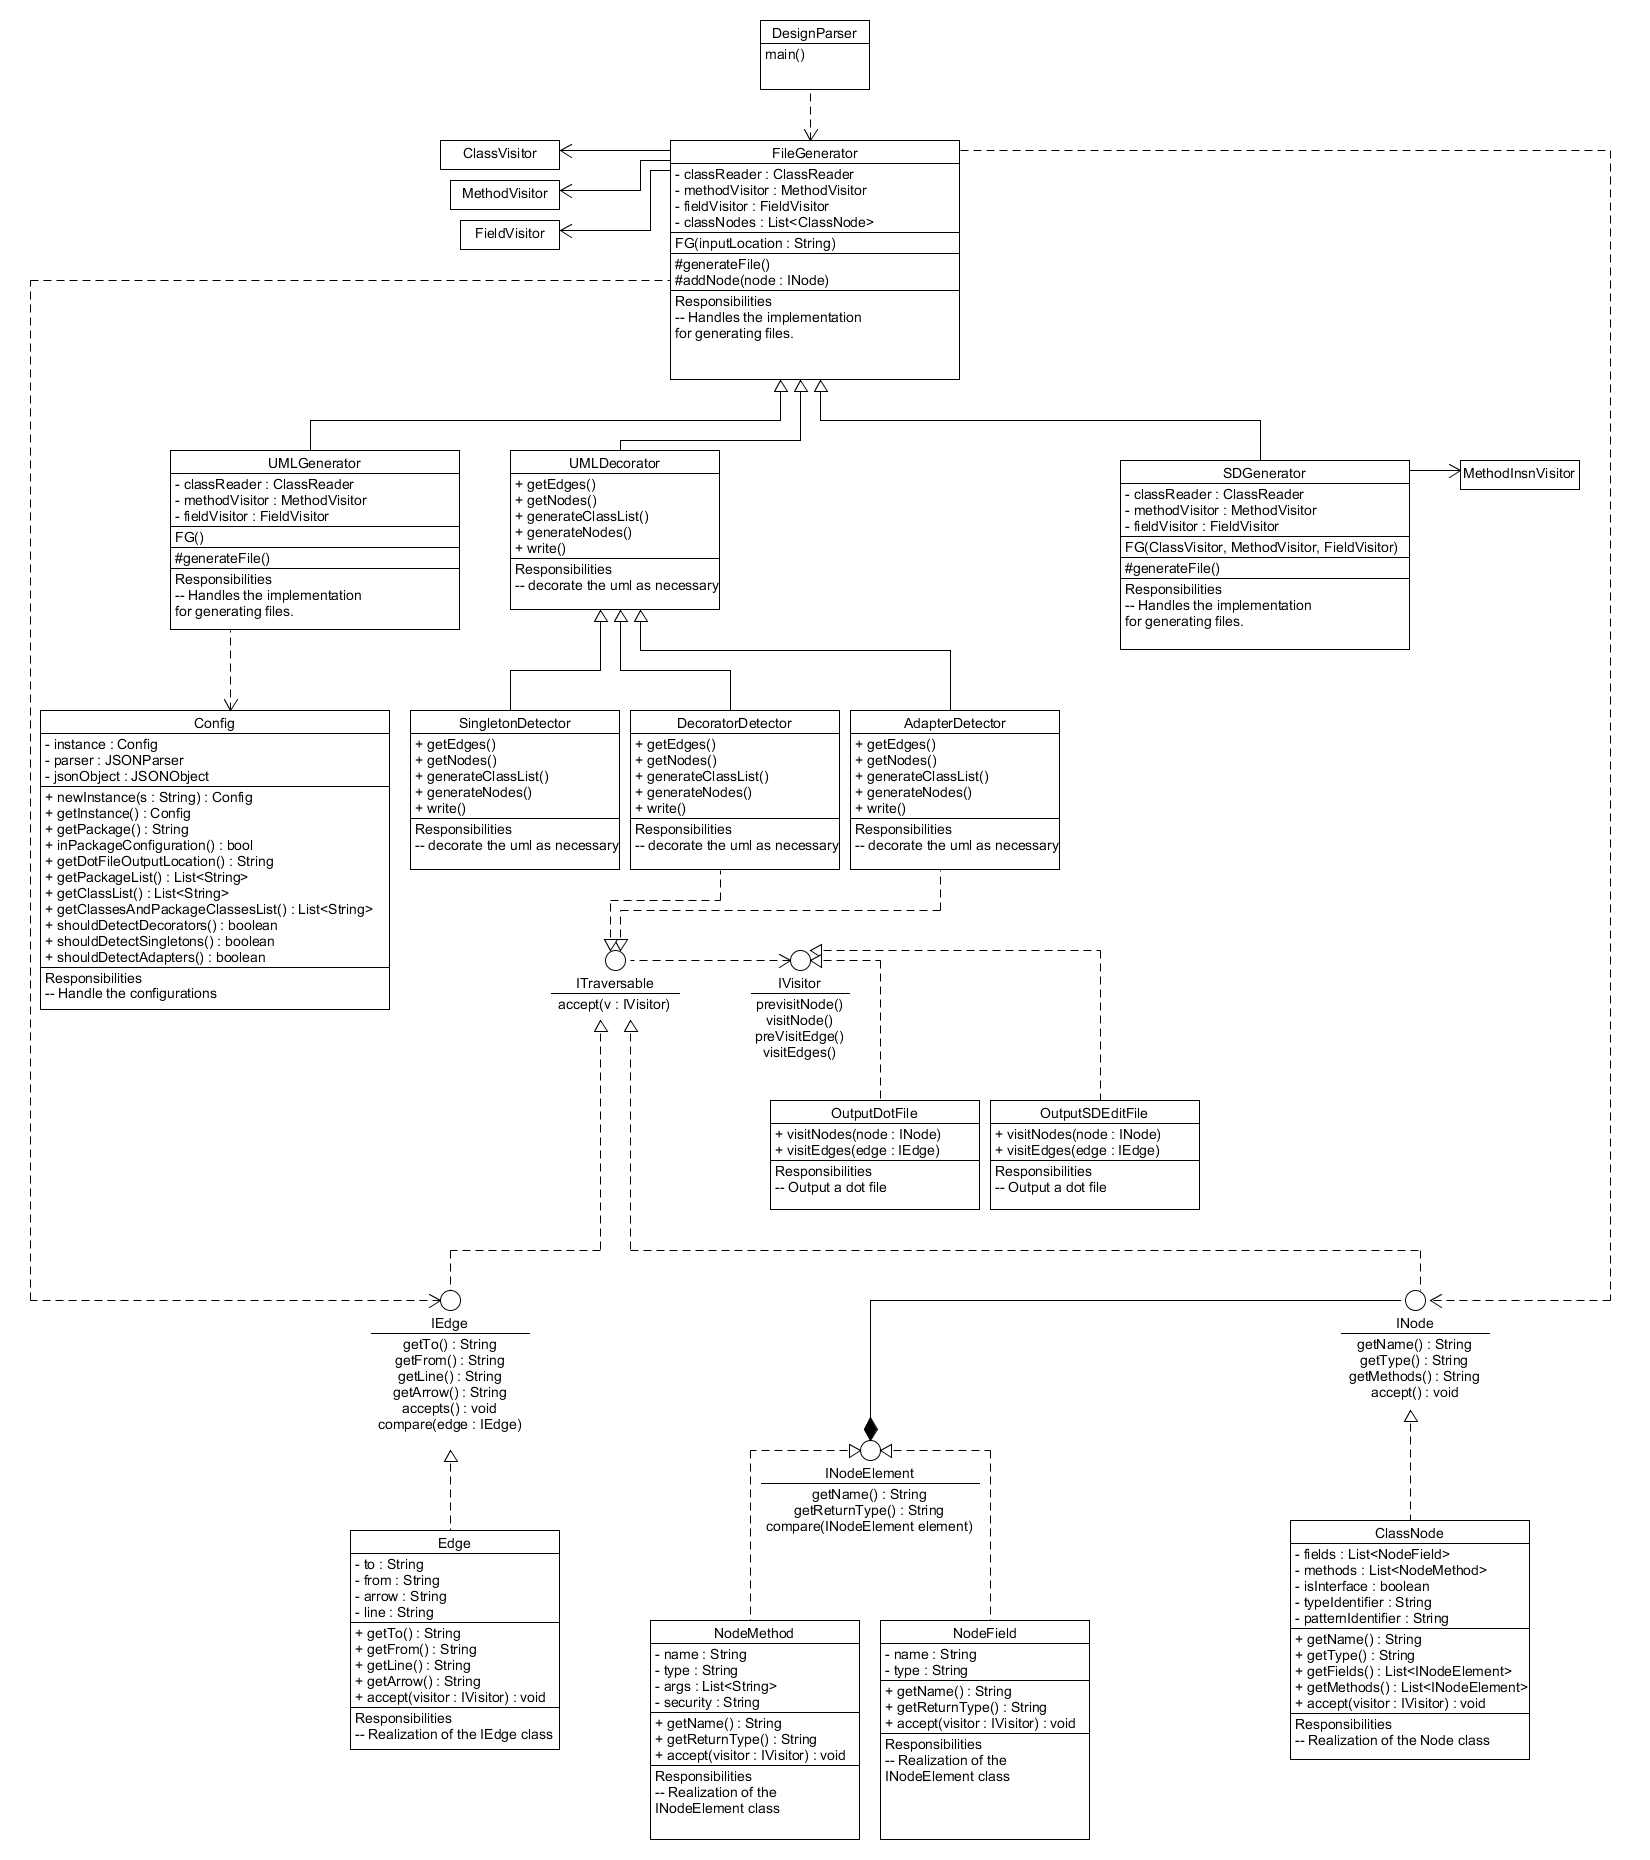 DesignParser
main()
ClassVisitor
MethodVisitor
FieldVisitor
FileGenerator
- classReader : ClassReader
- methodVisitor : MethodVisitor
- fieldVisitor : FieldVisitor
- classNodes : List<ClassNode>
FG(inputLocation : String)
#generateFile()
#addNode(node : INode)
Responsibilities
-- Handles the implementation
for generating files.
UMLGenerator
- classReader : ClassReader
- methodVisitor : MethodVisitor
- fieldVisitor : FieldVisitor
FG()
#generateFile()
Responsibilities
-- Handles the implementation
for generating files.
UMLDecorator
+ getEdges()
+ getNodes()
+ generateClassList()
+ generateNodes()
+ write()
Responsibilities
-- decorate the uml as necessary
SDGenerator
- classReader : ClassReader
- methodVisitor : MethodVisitor
- fieldVisitor : FieldVisitor
FG(ClassVisitor, MethodVisitor, FieldVisitor)
#generateFile()
Responsibilities
-- Handles the implementation
for generating files.
MethodInsnVisitor
Config
- instance : Config
- parser : JSONParser
- jsonObject : JSONObject
+ newInstance(s : String) : Config
+ getInstance() : Config
+ getPackage() : String
+ inPackageConfiguration() : bool
+ getDotFileOutputLocation() : String
+ getPackageList() : List<String>
+ getClassList() : List<String>
+ getClassesAndPackageClassesList() : List<String>
+ shouldDetectDecorators() : boolean
+ shouldDetectSingletons() : boolean
+ shouldDetectAdapters() : boolean
Responsibilities
-- Handle the configurations
SingletonDetector
+ getEdges()
+ getNodes()
+ generateClassList()
+ generateNodes()
+ write()
Responsibilities
-- decorate the uml as necessary
DecoratorDetector
+ getEdges()
+ getNodes()
+ generateClassList()
+ generateNodes()
+ write()
Responsibilities
-- decorate the uml as necessary
AdapterDetector
+ getEdges()
+ getNodes()
+ generateClassList()
+ generateNodes()
+ write()
Responsibilities
-- decorate the uml as necessary
ITraversable
accept(v : IVisitor)
IVisitor
previsitNode()
visitNode()
preVisitEdge()
visitEdges()
OutputDotFile
+ visitNodes(node : INode)
+ visitEdges(edge : IEdge)
Responsibilities
-- Output a dot file
OutputSDEditFile
+ visitNodes(node : INode)
+ visitEdges(edge : IEdge)
Responsibilities
-- Output a dot file
IEdge
getTo() : String
getFrom() : String
getLine() : String
getArrow() : String
accepts() : void
compare(edge : IEdge)
INode
getName() : String
getType() : String
getMethods() : String
accept() : void
INodeElement
getName() : String
getReturnType() : String
compare(INodeElement element)
Edge
- to : String
- from : String
- arrow : String
- line : String
+ getTo() : String
+ getFrom() : String
+ getLine() : String
+ getArrow() : String
+ accept(visitor : IVisitor) : void
Responsibilities
-- Realization of the IEdge class
NodeMethod
- name : String
- type : String
- args : List<String>
- security : String
+ getName() : String
+ getReturnType() : String
+ accept(visitor : IVisitor) : void
Responsibilities
-- Realization of the
INodeElement class
NodeField
- name : String
- type : String
+ getName() : String
+ getReturnType() : String
+ accept(visitor : IVisitor) : void
Responsibilities
-- Realization of the
INodeElement class
ClassNode
- fields : List<NodeField>
- methods : List<NodeMethod>
- isInterface : boolean
- typeIdentifier : String
- patternIdentifier : String
+ getName() : String
+ getType() : String
+ getFields() : List<INodeElement>
+ getMethods() : List<INodeElement>
+ accept(visitor : IVisitor) : void
Responsibilities
-- Realization of the Node class